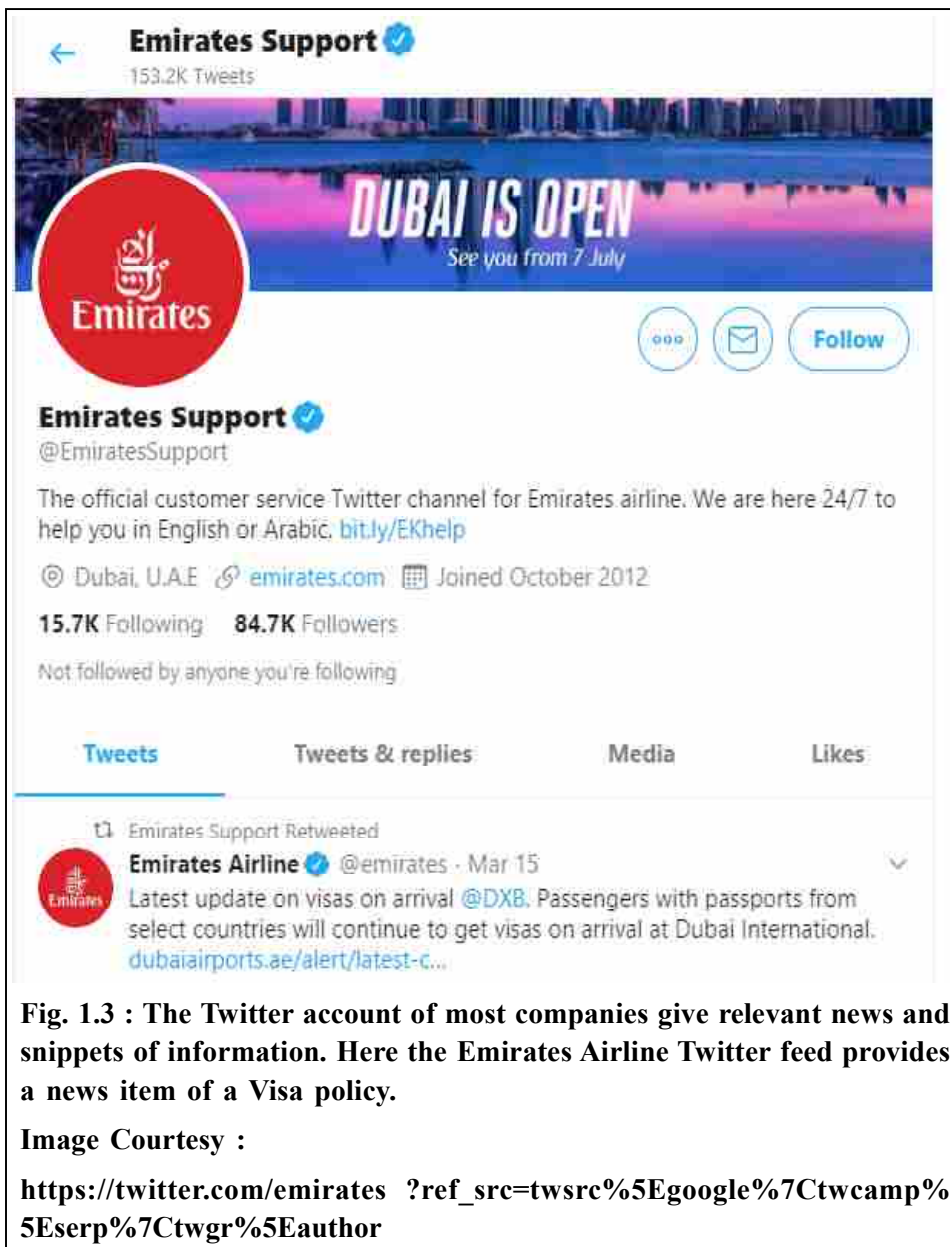 Emirates Support
153.2K Tweets
DUBAI IS OPEN
See you from 7 July
Emirates
Follow
Emirates Support
@EmiratesSupport
The official customer service Twitter channel for Emirates airline. We are here 24/7 to
help you in English or Arabic. bit.ly/EKhelp
Dubai, U.A.E emirates.com Joined October 2012
15.7K Following 84.7K Followers
Not followed by anyone you're following
Tweets Tweets & replies Media Likes
Emirates Support Retweeted
Emirates Airline @emirates · Mar 15
Emirates
Latest update on visas on arrival @DXB. Passengers with passports from
select countries will continue to get visas on arrival at Dubai International.
dubaiairports.ae/alert/latest-c...
Fig. 1.3 : The Twitter account of most companies give relevant news and
snippets of information. Here the Emirates Airline Twitter feed provides
a news item of a Visa policy.
Image Courtesy :
https://twitter.com/emirates ?ref_src=twsrc%5Egoogle%7Ctwcamp%
5Eserp%7Ctwgr%5Eauthor